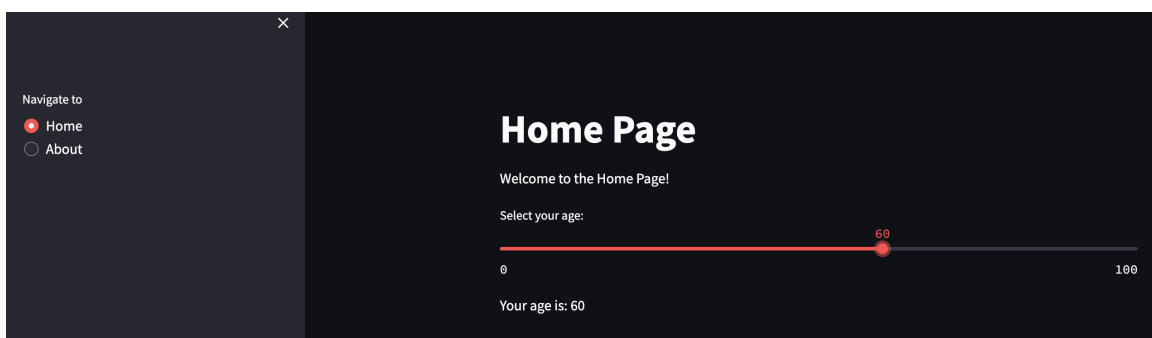 Navigate to
Home
About
Home Page
Welcome to the Home Page!
Select your age:
60
0 100
Your age is: 60